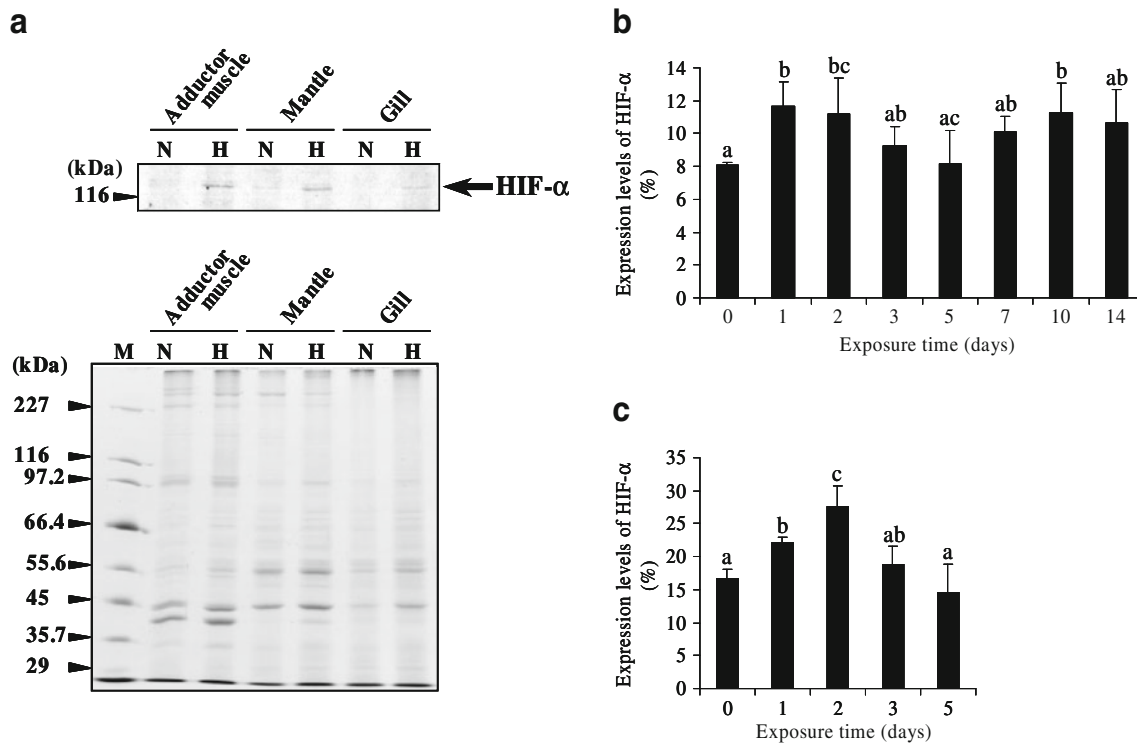 a
Adductor
muscle
Mantle
Gill
N H N H N H
(kDa)
116
HIF-α
Adductor
muscle
Mantle
Gill
(kDa) M N H N H N H
227
116
97.2
66.4
55.6
45
35.7
29
b
Expression levels of HIF-α
(%)
14
12
10
8
6
4
2
0
a b bc ab ac ab b ab
0 1 2 3 5 7 10 14
Exposure time (days)
c
Expression levels of HIF-α
(%)
35
30
25
20
15
10
5
0
a b c ab a
0 1 2 3 5
Exposure time (days)